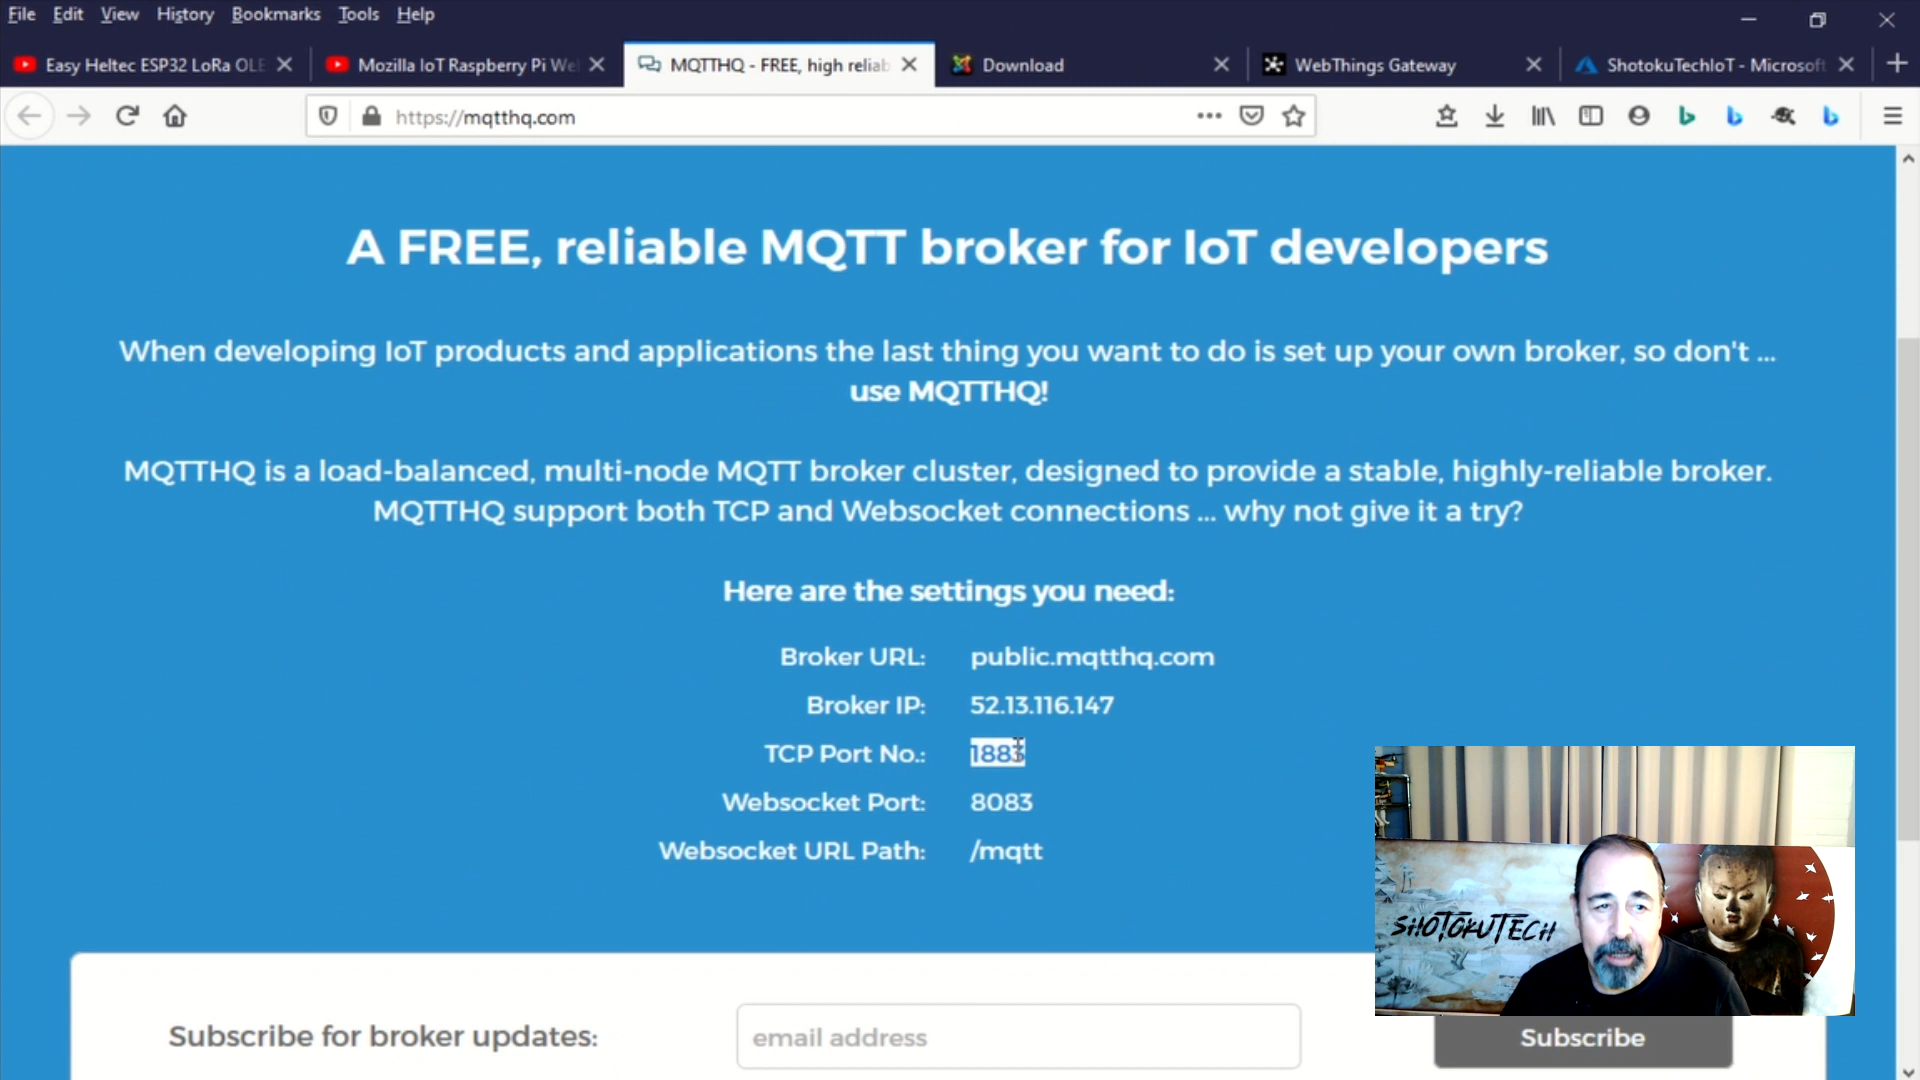 File Edit View History Bookmarks Tools Help
Easy Heltec ESP32 LoRa OLE
Mozilla IoT Raspberry Pi We
MQTTHQ - FREE, high reliab
Download
WebThings Gateway
ShotokuTechIoT - Microsoft
https://mqtthq.com
A FREE, reliable MQTT broker for IoT developers
When developing IoT products and applications the last thing you want to do is set up your own broker, so don't ...
use MQTTHQ!
MQTTHQ is a load-balanced, multi-node MQTT broker cluster, designed to provide a stable, highly-reliable broker.
MQTTHQ support both TCP and Websocket connections ... why not give it a try?
Here are the settings you need:
Broker URL: public.mqtthq.com
Broker IP: 52.13.116.147
TCP Port No.: 1883
Websocket Port: 8083
Websocket URL Path: /mqtt
SHOTOKUTECH
Subscribe for broker updates: email address Subscribe